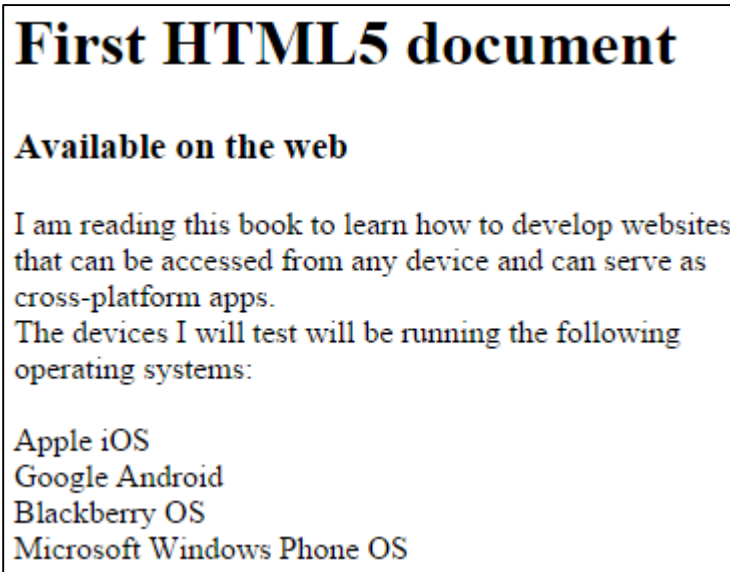 First HTML5 document
Available on the web
I am reading this book to learn how to develop websites
that can be accessed from any device and can serve as
cross-platform apps.
The devices I will test will be running the following
operating systems:
Apple iOS
Google Android
Blackberry OS
Microsoft Windows Phone OS